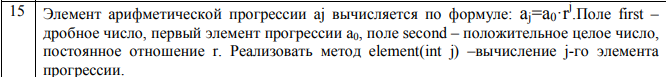 15 Элемент арифметической прогрессии aj вычисляется по формуле: aj=a0·rj.Поле first –
дробное число, первый элемент прогрессии a0, поле second – положительное целое число,
постоянное отношение r. Реализовать метод element(int j) –вычисление j-го элемента
прогрессии.